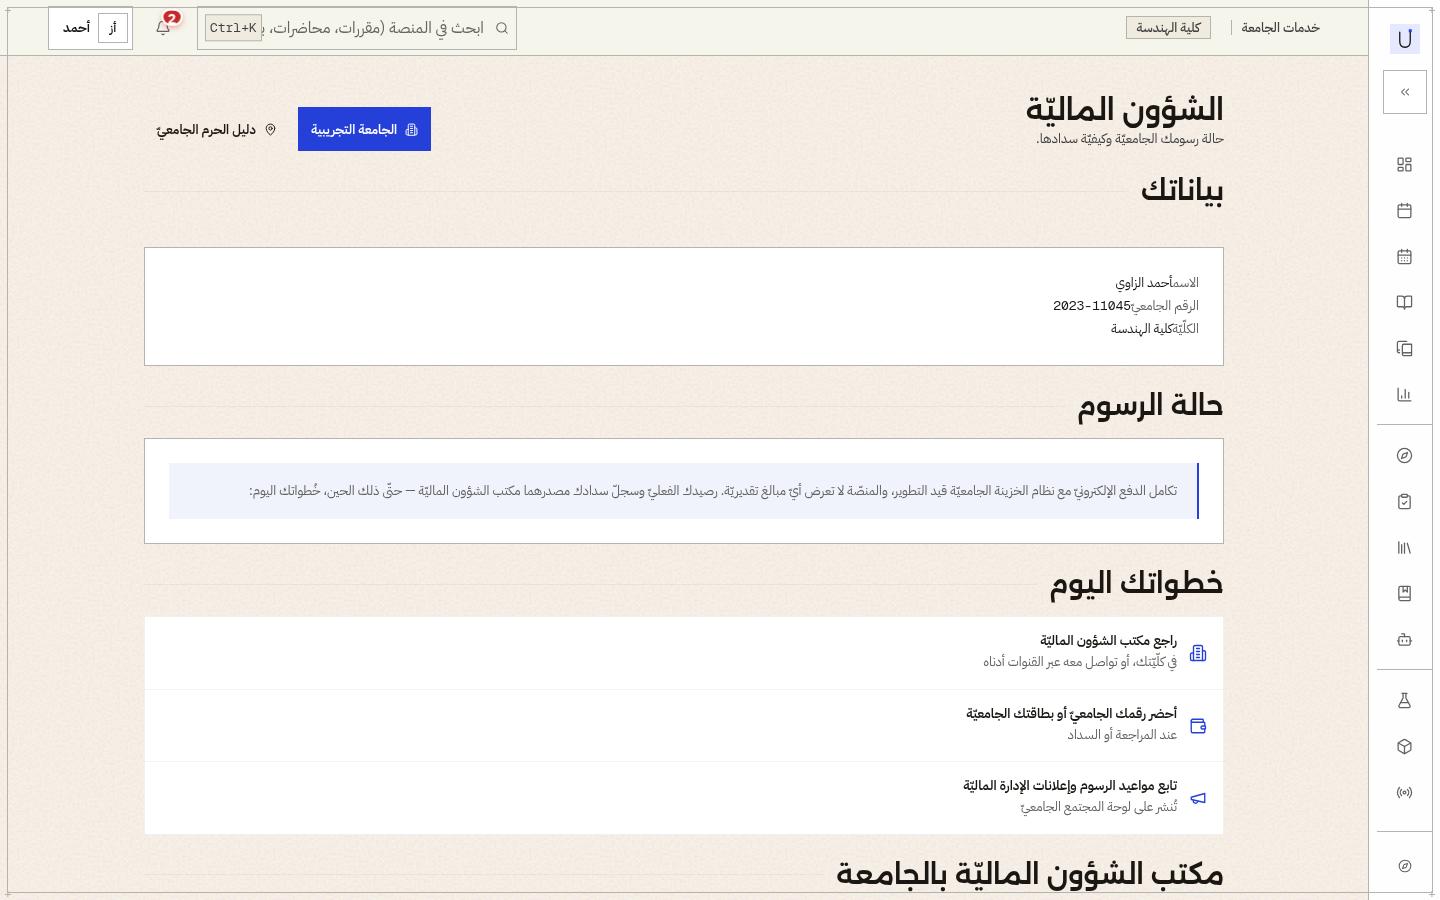 خدمات الجامعة
كلية الهندسة
ابحث في المنصة (مقررات، محاضرات، ب
Ctrl+K
2
أز
أحمد
الشؤون الماليّة
حالة رسومك الجامعيّة وكيفيّة سدادها.
الجامعة التجريبية
دليل الحرم الجامعيّ
بياناتك
الاسم أحمد الزاوي
الرقم الجامعيّ 2023-11045
الكلّيّة كلية الهندسة
حالة الرسوم
تكامل الدفع الإلكترونيّ مع نظام الخزينة الجامعيّة قيد التطوير، والمنصّة لا تعرض أيّ مبالغ تقديريّة. رصيدك الفعليّ وسجلّ سدادك مصدرهما مكتب الشؤون الماليّة — حتّى ذلك الحين، خُطواتك اليوم:
خطواتك اليوم
راجع مكتب الشؤون الماليّة
في كلّيّتك، أو تواصل معه عبر القنوات أدناه
أحضر رقمك الجامعيّ أو بطاقتك الجامعيّة
عند المراجعة أو السداد
تابع مواعيد الرسوم وإعلانات الإدارة الماليّة
تُنشر على لوحة المجتمع الجامعيّ
مكتب الشؤون الماليّة بالجامعة